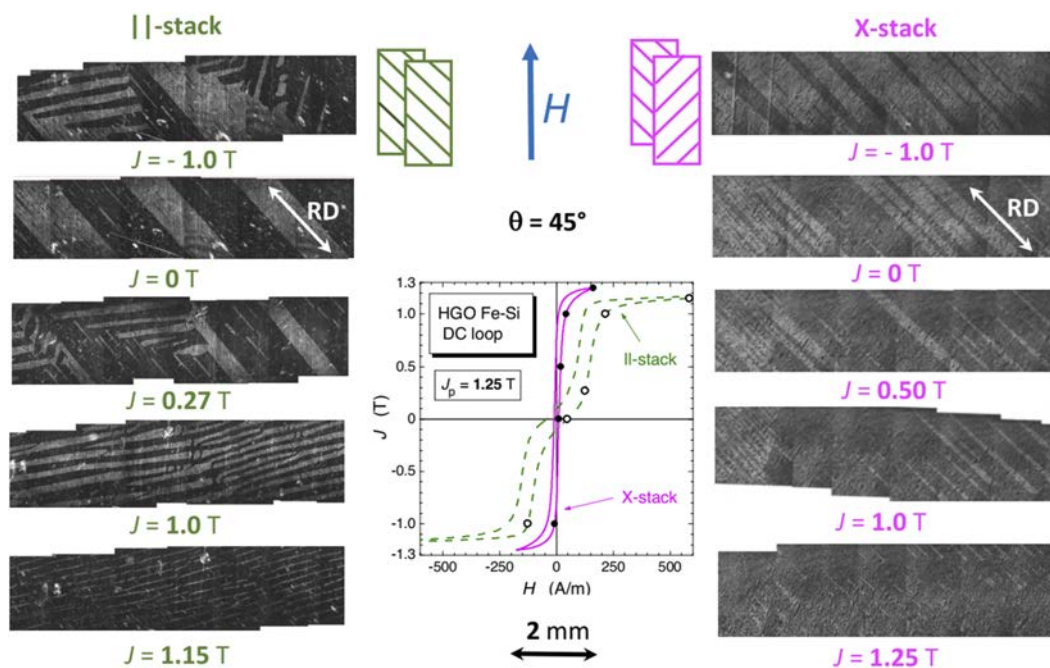 ||-stack
X-stack
H
J = - 1.0 T
J = - 1.0 T
RD
RD
θ = 45°
J = 0 T
J = 0 T
1.3
1.0
0.5
0
-0.5
-1.0
-1.3
J (T)
HGO Fe-Si
DC loop
II-stack
Jp = 1.25 T
X-stack
-500 -250 0 250 500
H (A/m)
J = 0.27 T
J = 0.50 T
J = 1.0 T
J = 1.0 T
2 mm
J = 1.15 T
J = 1.25 T